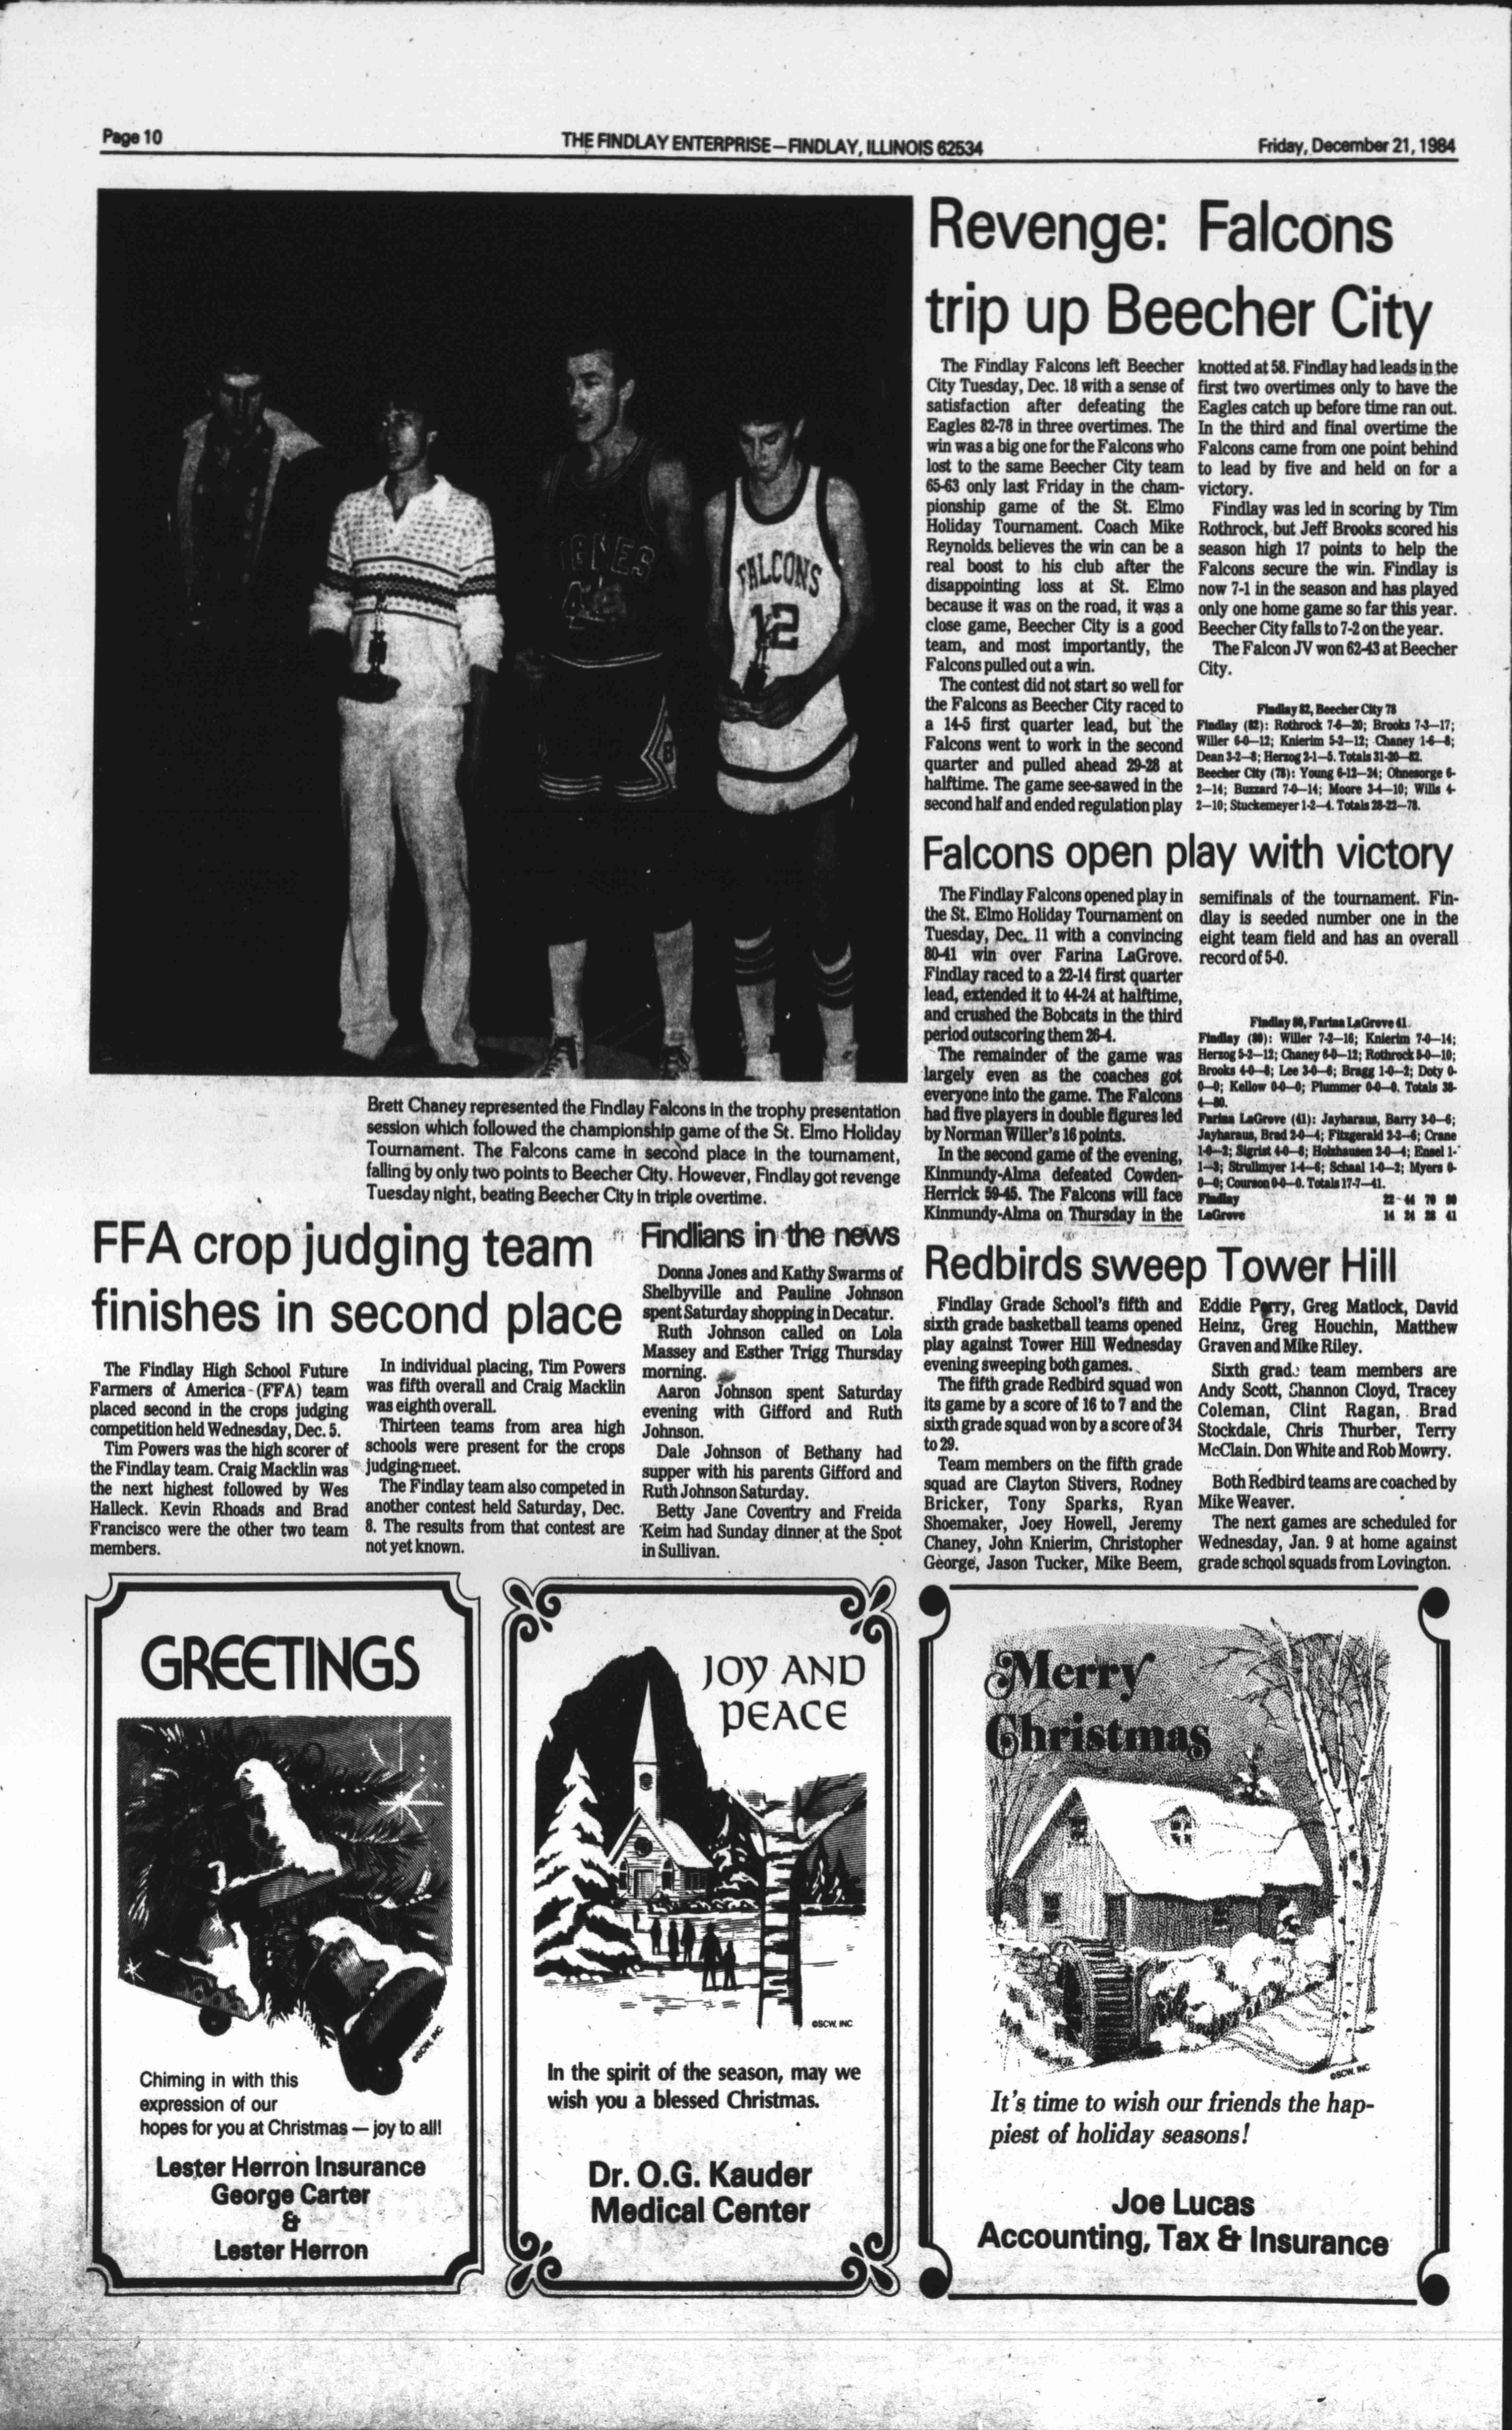 Page 10
THE FINDLAY ENTERPRISE—FINDLAY, ILLINOIS 62534
Friday, December 21, 1984
FALCONS
12
Brett Chaney represented the Findlay Falcons in the trophy presentation
session which followed the championship game of the St. Elmo Holiday
Tournament. The Falcons came in second place in the tournament,
falling by only two points to Beecher City. However, Findlay got revenge
Tuesday night, beating Beecher City in triple overtime.
Revenge: Falcons
trip up Beecher City
The Findlay Falcons left Beecher
City Tuesday, Dec. 18 with a sense of
satisfaction after defeating the
Eagles 82-78 in three overtimes. The
win was a big one for the Falcons who
lost to the same Beecher City team
65-63 only last Friday in the cham-
pionship game of the St. Elmo
Holiday Tournament. Coach Mike
Reynolds believes the win can be a
real boost to his club after the
disappointing loss at St. Elmo
because it was on the road, it was a
close game, Beecher City is a good
team, and most importantly, the
Falcons pulled out a win.
The contest did not start so well for
the Falcons as Beecher City raced to
a 14-5 first quarter lead, but the
Falcons went to work in the second
quarter and pulled ahead 29-28 at
halftime. The game see-sawed in the
second half and ended regulation play
knotted at 58. Findlay had leads in the
first two overtimes only to have the
Eagles catch up before time ran out.
In the third and final overtime the
Falcons came from one point behind
to lead by five and held on for a
victory.
Findlay was led in scoring by Tim
Rothrock, but Jeff Brooks scored his
season high 17 points to help the
Falcons secure the win. Findlay is
now 7-1 in the season and has played
only one home game so far this year.
Beecher City falls to 7-2 on the year.
The Falcon JV won 62-43 at Beecher
City.
Findlay 82, Beecher City 78
Findlay (82): Rothrock 7-6—20; Brooks 7-3—17;
Willer 6-0—12; Knierim 5-2—12; Chaney 1-6—8;
Dean 3-2—8; Herzog 2-1—5. Totals 31-20—82.
Beecher City (78): Young 6-12—24; Ohnesorge 6-
2—14; Buzzard 7-0—14; Moore 3-4—10; Wills 4-
2—10; Stuckemeyer 1-2—4. Totals 28-22—78.
Falcons open play with victory
The Findlay Falcons opened play in
the St. Elmo Holiday Tournament on
Tuesday, Dec. 11 with a convincing
80-41 win over Farina LaGrove.
Findlay raced to a 22-14 first quarter
lead, extended it to 44-24 at halftime,
and crushed the Bobcats in the third
period outscoring them 26-4.
The remainder of the game was
largely even as the coaches got
everyone into the game. The Falcons
had five players in double figures led
by Norman Willer's 16 points.
In the second game of the evening,
Kinmundy-Alma defeated Cowden-
Herrick 59-45. The Falcons will face
Kinmundy-Alma on Thursday in the
semifinals of the tournament. Fin-
dlay is seeded number one in the
eight team field and has an overall
record of 5-0.
Findlay 80, Farina LaGrove 41
Findlay (80): Willer 7-2—16; Knierim 7-0—14;
Herzog 5-2—12; Chaney 6-0—12; Rothrock 5-0—10;
Brooks 4-0—8; Lee 3-0—6; Bragg 1-0—2; Doty 0-
0—0; Kellow 0-0—0; Plummer 0-0—0. Totals 38-
4—80.
Farina LaGrove (41): Jayharaus, Barry 3-0—6;
Jayharaus, Brad 2-0—4; Fitzgerald 2-2—6; Crane
1-0—2; Sigrist 4-0—8; Holzhausen 2-0—4; Ensel 1-
1—3; Strullmyer 1-4—6; Schaal 1-0—2; Myers 0-
0—0; Courson 0-0—0. Totals 17-7—41.
Findlay 22 44 70 80
LaGrove 14 24 28 41
FFA crop judging team
finishes in second place
The Findlay High School Future
Farmers of America (FFA) team
placed second in the crops judging
competition held Wednesday, Dec. 5.
Tim Powers was the high scorer of
the Findlay team. Craig Macklin was
the next highest followed by Wes
Halleck. Kevin Rhoads and Brad
Francisco were the other two team
members.
In individual placing, Tim Powers
was fifth overall and Craig Macklin
was eighth overall.
Thirteen teams from area high
schools were present for the crops
judging meet.
The Findlay team also competed in
another contest held Saturday, Dec.
8. The results from that contest are
not yet known.
Findlians in the news
Donna Jones and Kathy Swarms of
Shelbyville and Pauline Johnson
spent Saturday shopping in Decatur.
Ruth Johnson called on Lola
Massey and Esther Trigg Thursday
morning.
Aaron Johnson spent Saturday
evening with Gifford and Ruth
Johnson.
Dale Johnson of Bethany had
supper with his parents Gifford and
Ruth Johnson Saturday.
Betty Jane Coventry and Freida
Keim had Sunday dinner at the Spot
in Sullivan.
Redbirds sweep Tower Hill
Findlay Grade School's fifth and
sixth grade basketball teams opened
play against Tower Hill Wednesday
evening sweeping both games.
The fifth grade Redbird squad won
its game by a score of 16 to 7 and the
sixth grade squad won by a score of 34
to 29.
Team members on the fifth grade
squad are Clayton Stivers, Rodney
Bricker, Tony Sparks, Ryan
Shoemaker, Joey Howell, Jeremy
Chaney, John Knierim, Christopher
George, Jason Tucker, Mike Beem,
Eddie Perry, Greg Matlock, David
Heinz, Greg Houchin, Matthew
Graven and Mike Riley.
Sixth grade team members are
Andy Scott, Shannon Cloyd, Tracey
Coleman, Clint Ragan, Brad
Stockdale, Chris Thurber, Terry
McClain. Don White and Rob Mowry.
Both Redbird teams are coached by
Mike Weaver.
The next games are scheduled for
Wednesday, Jan. 9 at home against
grade school squads from Lovington.
GREETINGS
©SCW, INC.
Chiming in with this
expression of our
hopes for you at Christmas — joy to all!
Lester Herron Insurance
George Carter
&
Lester Herron
JOY AND
PEACE
©SCW, INC
In the spirit of the season, may we
wish you a blessed Christmas.
Dr. O.G. Kauder
Medical Center
Merry
Christmas
©SCW, INC
It's time to wish our friends the hap-
piest of holiday seasons!
Joe Lucas
Accounting, Tax & Insurance